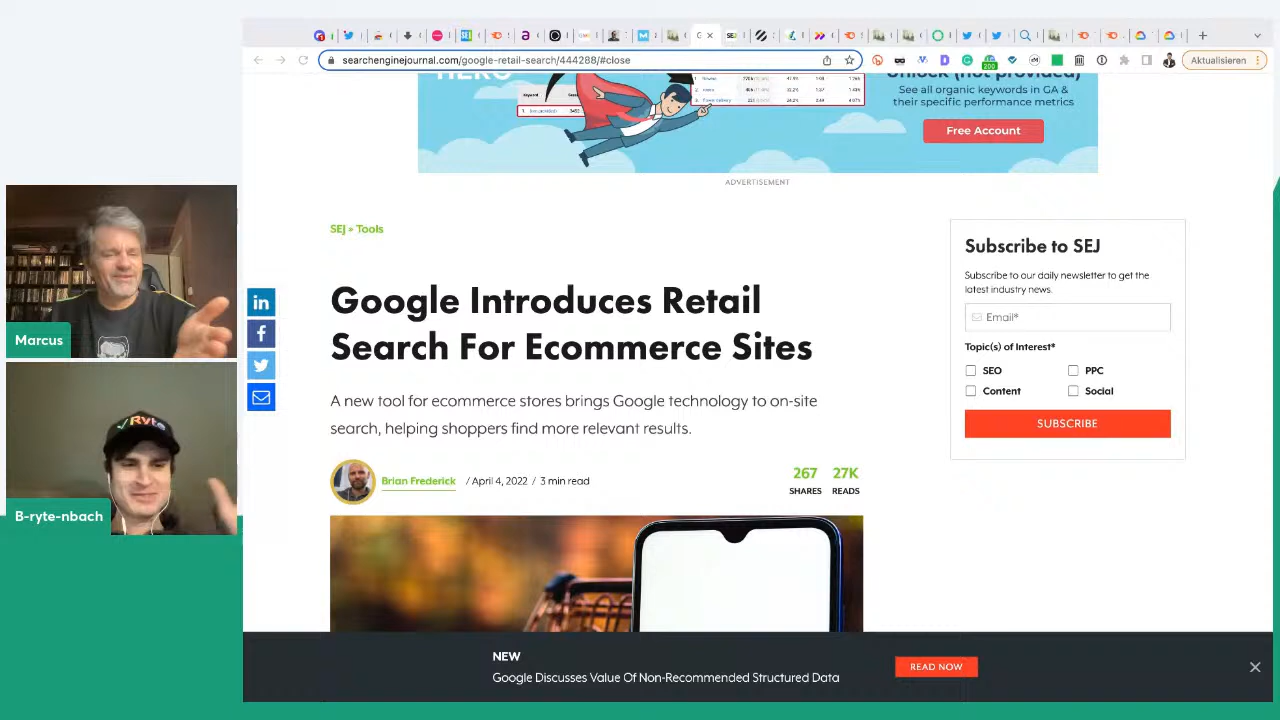 searchenginejournal.com/google-retail-search/444288/#close
200
Aktualisieren
HERO
Unlock (not provided)
See all organic keywords in GA &
their specific performance metrics
Free Account
ADVERTISEMENT
SEJ » Tools
Google Introduces Retail
Search For Ecommerce Sites
A new tool for ecommerce stores brings Google technology to on-site
search, helping shoppers find more relevant results.
Brian Frederick / April 4, 2022 / 3 min read
267
SHARES
27K
READS
Subscribe to SEJ
Subscribe to our daily newsletter to get the
latest industry news.
Email*
Topic(s) of Interest*
SEO
PPC
Content
Social
SUBSCRIBE
Marcus
Ryte
B-ryte-nbach
NEW
Google Discusses Value Of Non-Recommended Structured Data
READ NOW